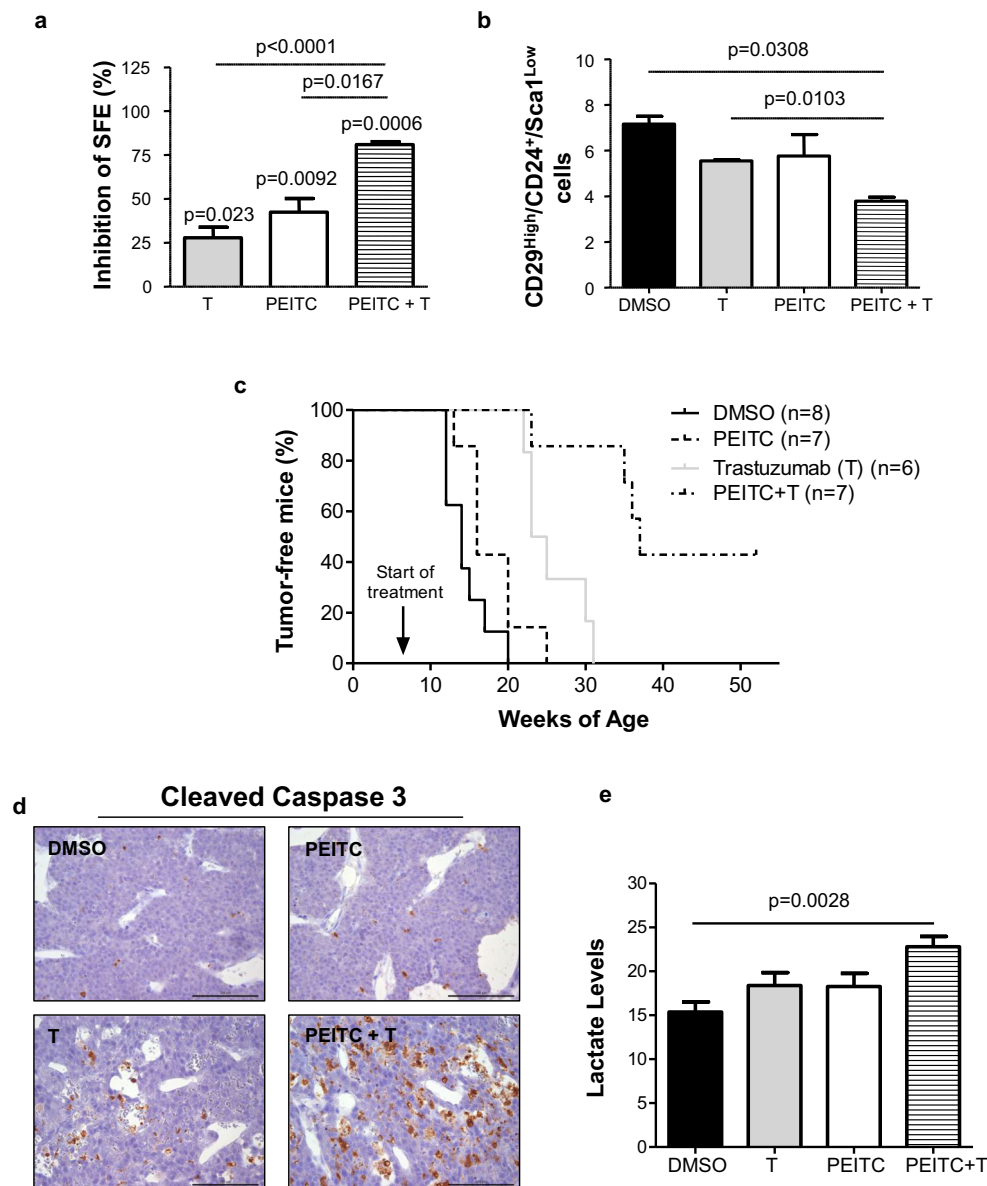 a
p<0.0001
p=0.0167
p=0.0006
p=0.0092
p=0.023
Inhibition of SFE (%)
125
100
75
50
25
0
T
PEITC
PEITC + T
b
p=0.0308
p=0.0103
CD29High/CD24+/Sca1Low
cells
10
8
6
4
2
0
DMSO
T
PEITC
PEITC + T
c
Tumor-free mice (%)
100
80
60
40
20
0
Start of
treatment
DMSO (n=8)
PEITC (n=7)
Trastuzumab (T) (n=6)
PEITC+T (n=7)
0
10
20
30
40
50
Weeks of Age
d
Cleaved Caspase 3
DMSO
PEITC
T
PEITC + T
e
p=0.0028
Lactate Levels
30
25
20
15
10
5
0
DMSO
T
PEITC
PEITC+T